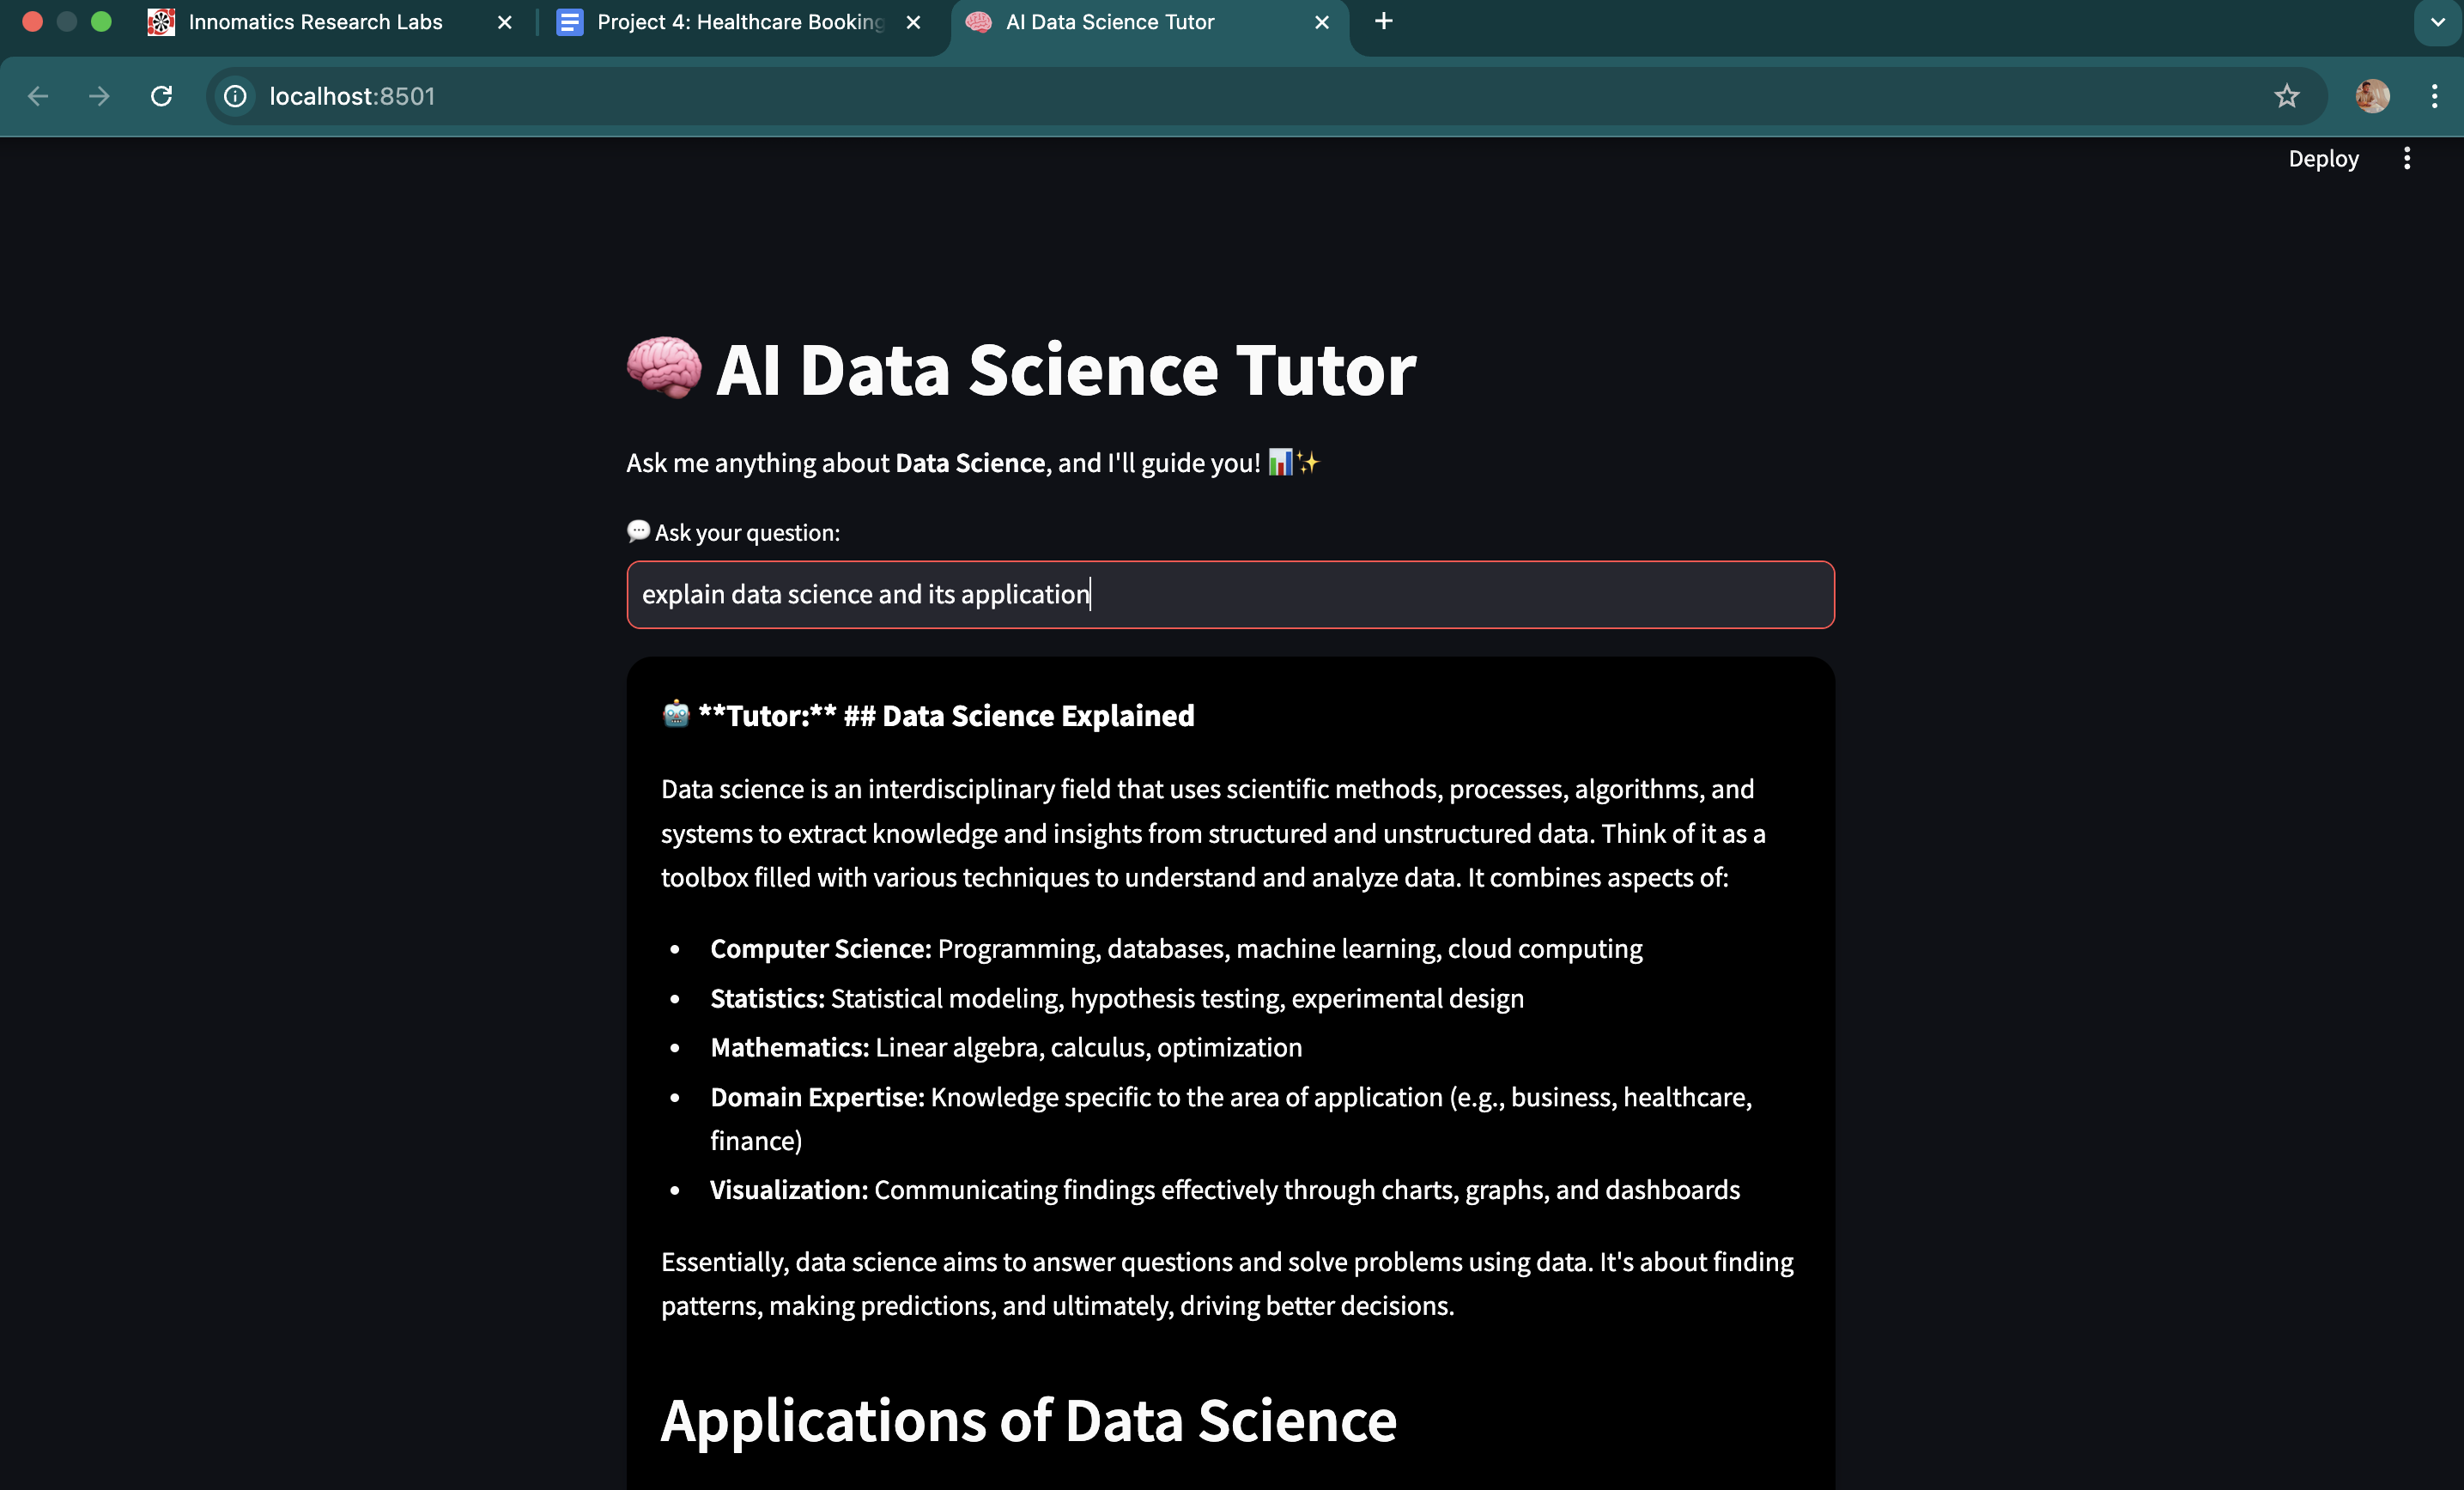 Innomatics Research Labs
Project 4: Healthcare Booking
AI Data Science Tutor
localhost:8501
Deploy
🧠 AI Data Science Tutor
Ask me anything about Data Science, and I'll guide you! 📊✨
💬 Ask your question:
explain data science and its application
🤖 **Tutor:** ## Data Science Explained
Data science is an interdisciplinary field that uses scientific methods, processes, algorithms, and
systems to extract knowledge and insights from structured and unstructured data. Think of it as a
toolbox filled with various techniques to understand and analyze data. It combines aspects of:
• Computer Science: Programming, databases, machine learning, cloud computing
• Statistics: Statistical modeling, hypothesis testing, experimental design
• Mathematics: Linear algebra, calculus, optimization
• Domain Expertise: Knowledge specific to the area of application (e.g., business, healthcare,
finance)
• Visualization: Communicating findings effectively through charts, graphs, and dashboards
Essentially, data science aims to answer questions and solve problems using data. It's about finding
patterns, making predictions, and ultimately, driving better decisions.
Applications of Data Science